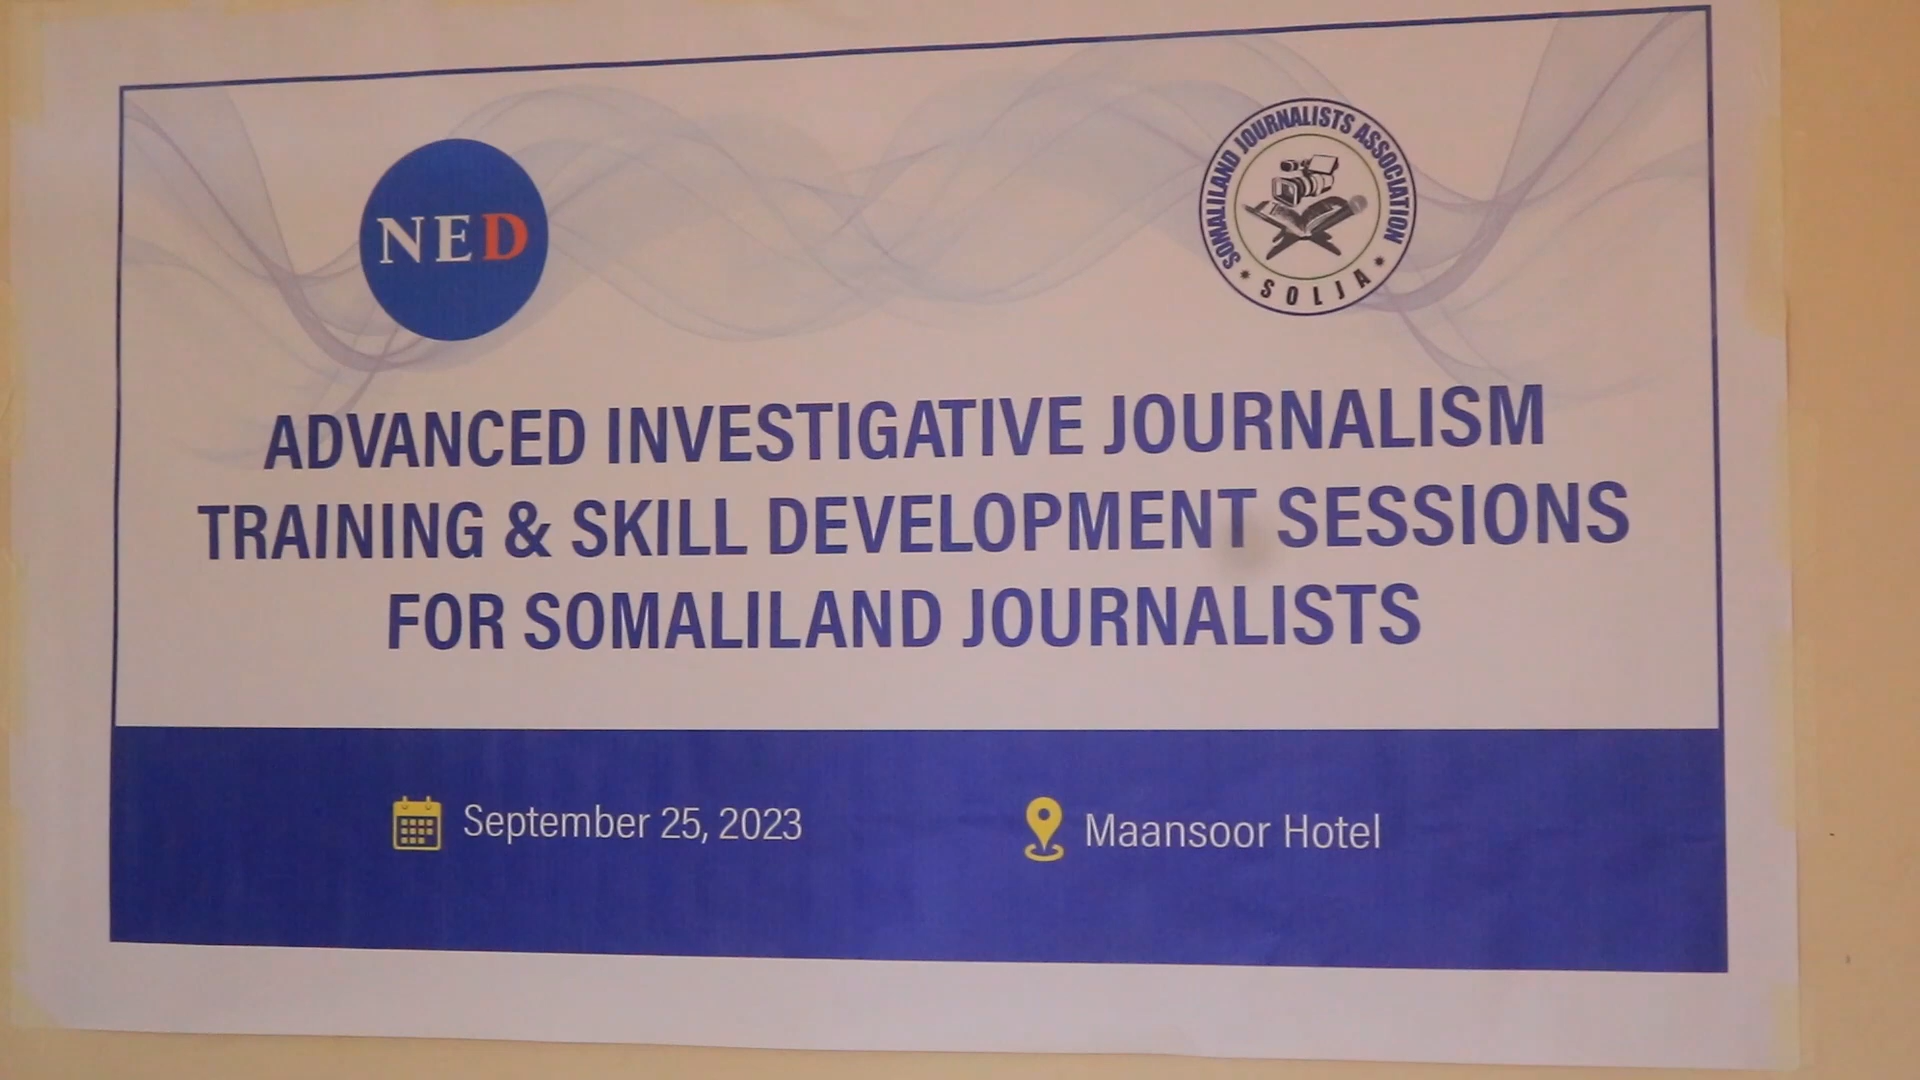 NED
SOMALILAND JOURNALISTS ASSOCIATION
* SOLJA *
ADVANCED INVESTIGATIVE JOURNALISM
TRAINING & SKILL DEVELOPMENT SESSIONS
FOR SOMALILAND JOURNALISTS
September 25, 2023
Maansoor Hotel